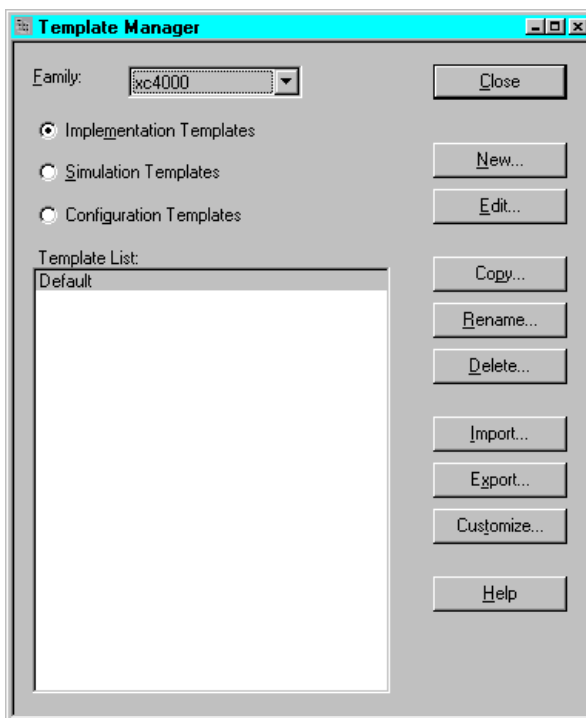 Template Manager
Family: xc4000
Close
Implementation Templates
Simulation Templates
Configuration Templates
New...
Edit...
Template List:
Default
Copy...
Rename...
Delete...
Import...
Export...
Customize...
Help